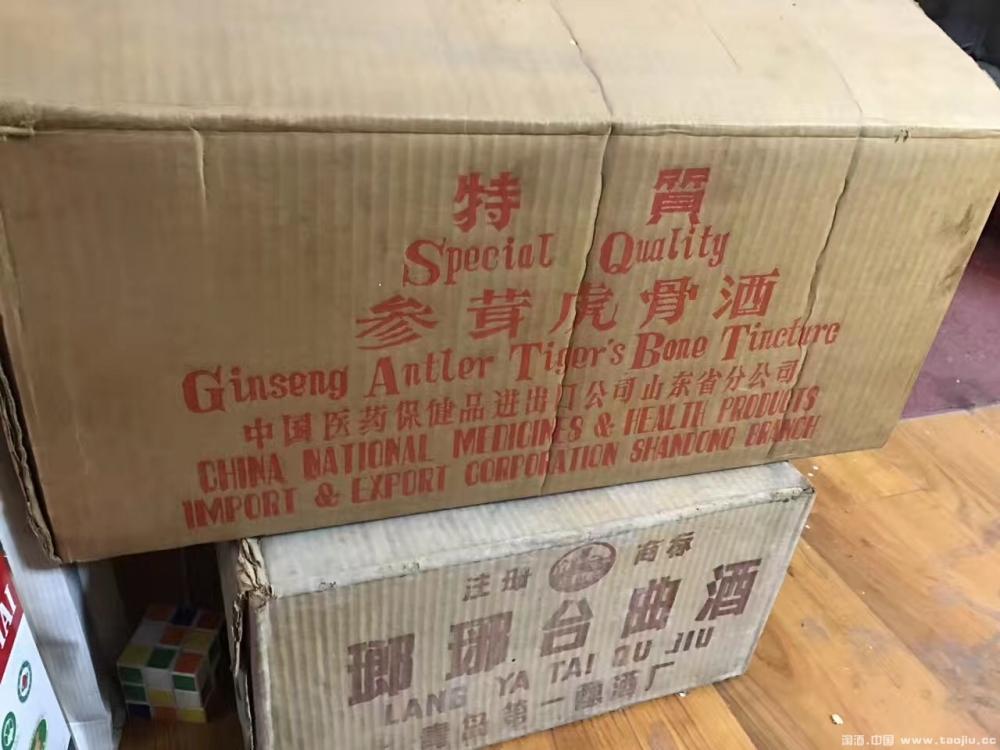 特 質
Special Quality
参茸虎骨酒
Ginseng Antler Tiger's Bone Tincture
中国医药保健品进出口公司山东省分公司
CHINA NATIONAL MEDICINES & HEALTH PRODUCTS
IMPORT & EXPORT CORPORATION SHANDONG BRANCH
注册 商标
瑯琊台曲酒
LANG YA TAI QU JIU
青岛第一酿酒厂
淘酒.中国 www.taojiu.cc